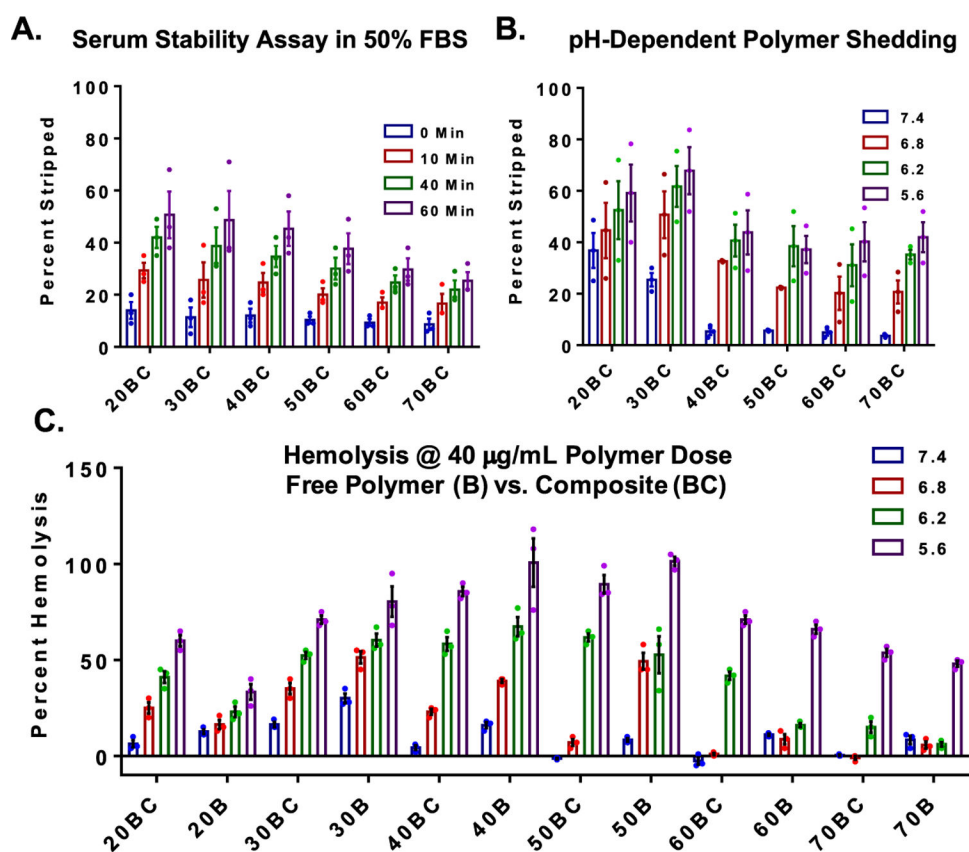 A. Serum Stability Assay in 50% FBS
Percent Stripped
100
80
60
40
20
0
0 Min
10 Min
40 Min
60 Min
20BC
30BC
40BC
50BC
60BC
70BC
B. pH-Dependent Polymer Shedding
Percent Stripped
100
80
60
40
20
0
7.4
6.8
6.2
5.6
20BC
30BC
40BC
50BC
60BC
70BC
C.
Hemolysis @ 40 µg/mL Polymer Dose
Free Polymer (B) vs. Composite (BC)
Percent Hemolysis
150
100
50
0
7.4
6.8
6.2
5.6
20BC
20B
30BC
30B
40BC
40B
50BC
50B
60BC
60B
70BC
70B